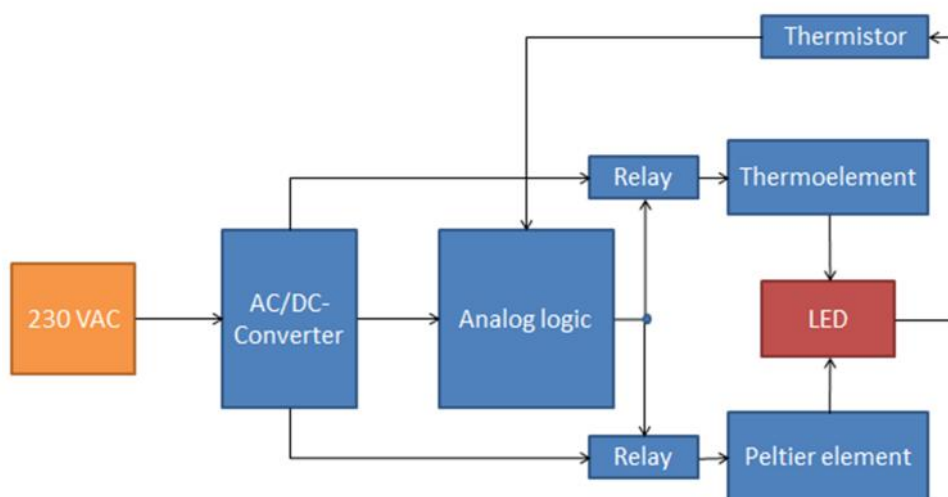 Thermistor
Relay
Thermoelement
230 VAC
AC/DC-
Converter
Analog logic
LED
Relay
Peltier element